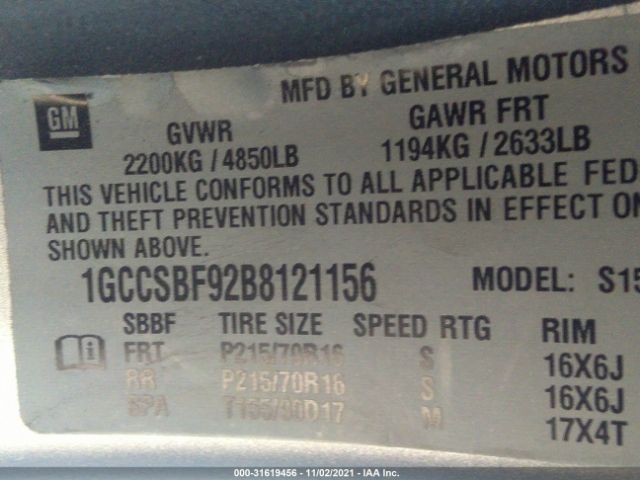 MFD BY GENERAL MOTORS
GM
GVWR GAWR FRT
2200KG / 4850LB 1194KG / 2633LB
THIS VEHICLE CONFORMS TO ALL APPLICABLE FED
AND THEFT PREVENTION STANDARDS IN EFFECT ON
SHOWN ABOVE.
1GCCSBF92B8121156 MODEL: S15
SBBF TIRE SIZE SPEED RTG RIM
FRT P215/70R16 S 16X6J
RR P215/70R16 S 16X6J
SPA T155/90D17 M 17X4T
000-31619456 - 11/02/2021 - IAA Inc.